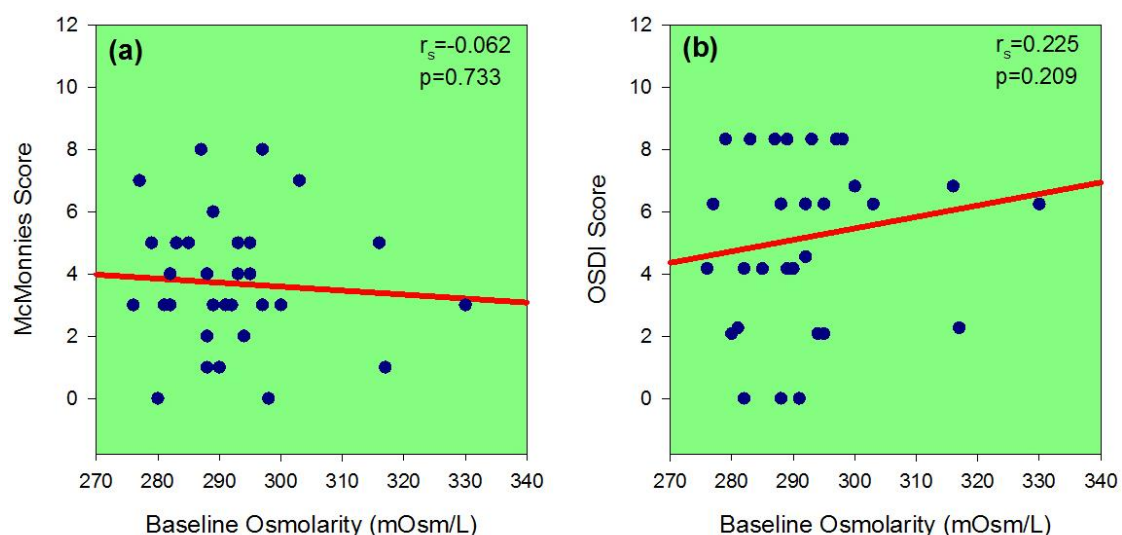 (a)
r_s=-0.062
p=0.733
12
10
8
6
4
2
0
McMonnies Score
270 280 290 300 310 320 330 340
Baseline Osmolarity (mOsm/L)
(b)
r_s=0.225
p=0.209
12
10
8
6
4
2
0
OSDI Score
270 280 290 300 310 320 330 340
Baseline Osmolarity (mOsm/L)